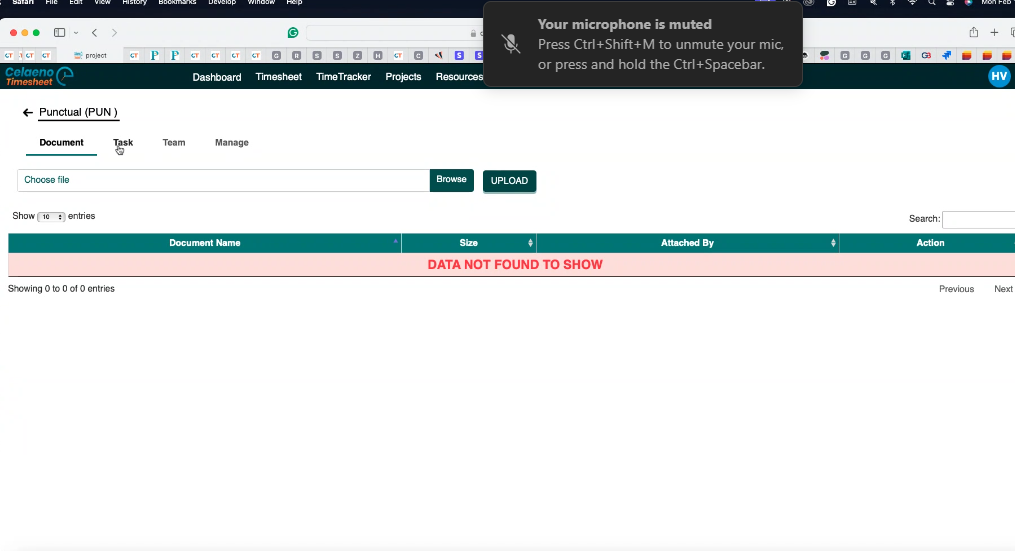 Safari File Edit View History Bookmarks Develop Window Help Mon Feb
Your microphone is muted
Press Ctrl+Shift+M to unmute your mic,
or press and hold the Ctrl+Spacebar.
project
Celaeno
Timesheet
Dashboard Timesheet TimeTracker Projects Resources
HV
Punctual (PUN )
Document Task Team Manage
Choose file Browse UPLOAD
Show 10 entries
Search:
Document Name Size Attached By Action
DATA NOT FOUND TO SHOW
Showing 0 to 0 of 0 entries
Previous Next